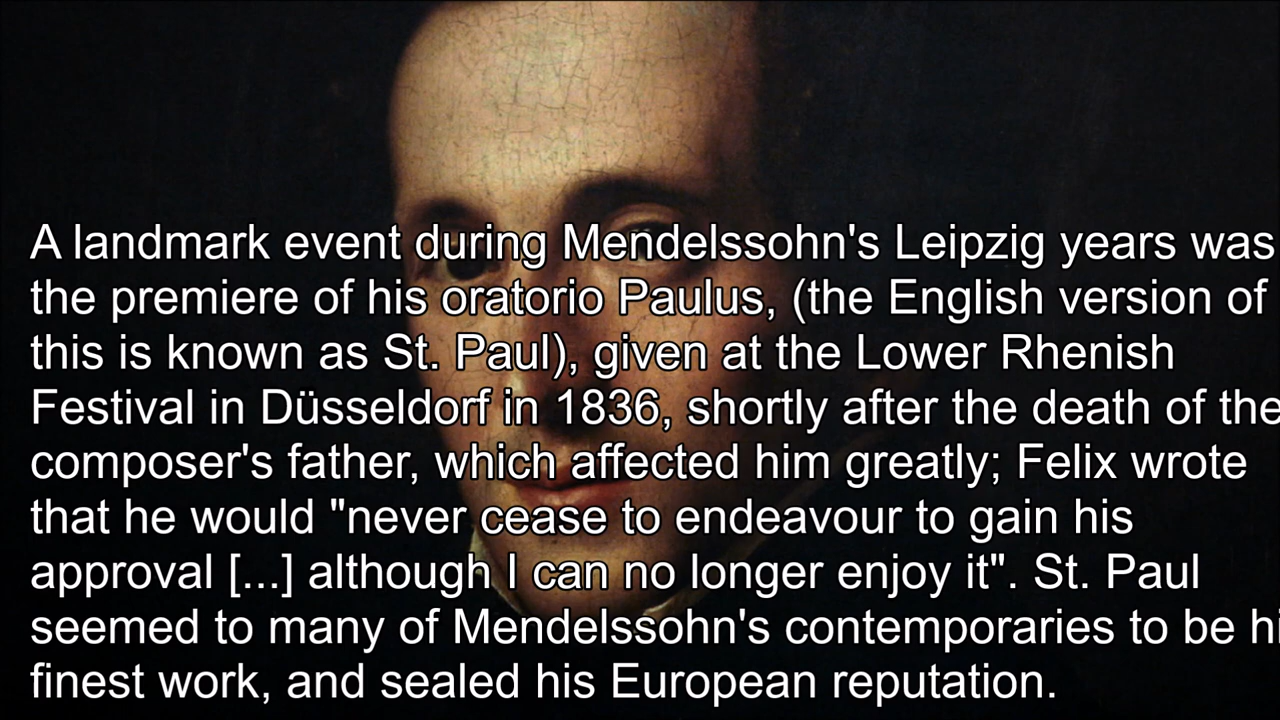 A landmark event during Mendelssohn's Leipzig years was
the premiere of his oratorio Paulus, (the English version of
this is known as St. Paul), given at the Lower Rhenish
Festival in Düsseldorf in 1836, shortly after the death of the
composer's father, which affected him greatly; Felix wrote
that he would "never cease to endeavour to gain his
approval [...] although I can no longer enjoy it". St. Paul
seemed to many of Mendelssohn's contemporaries to be hi
finest work, and sealed his European reputation.